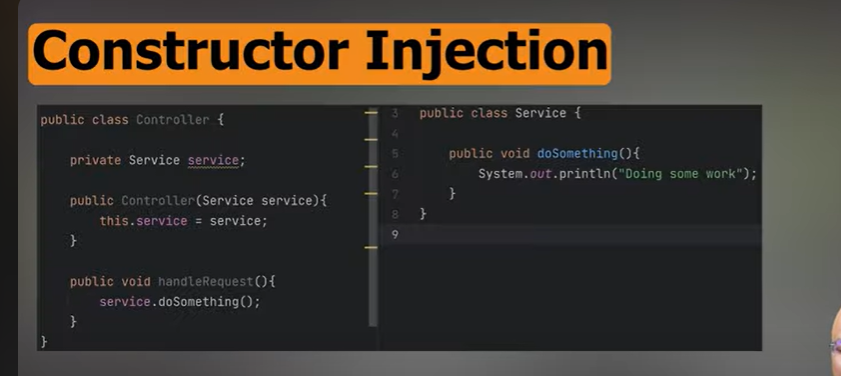 Constructor Injection
public class Controller {
private Service service;
public Controller(Service service){
this.service = service;
}
public void handleRequest(){
service.doSomething();
}
}
3 public class Service {
4
5 public void doSomething(){
6 System.out.println("Doing some work");
7 }
8 }
9